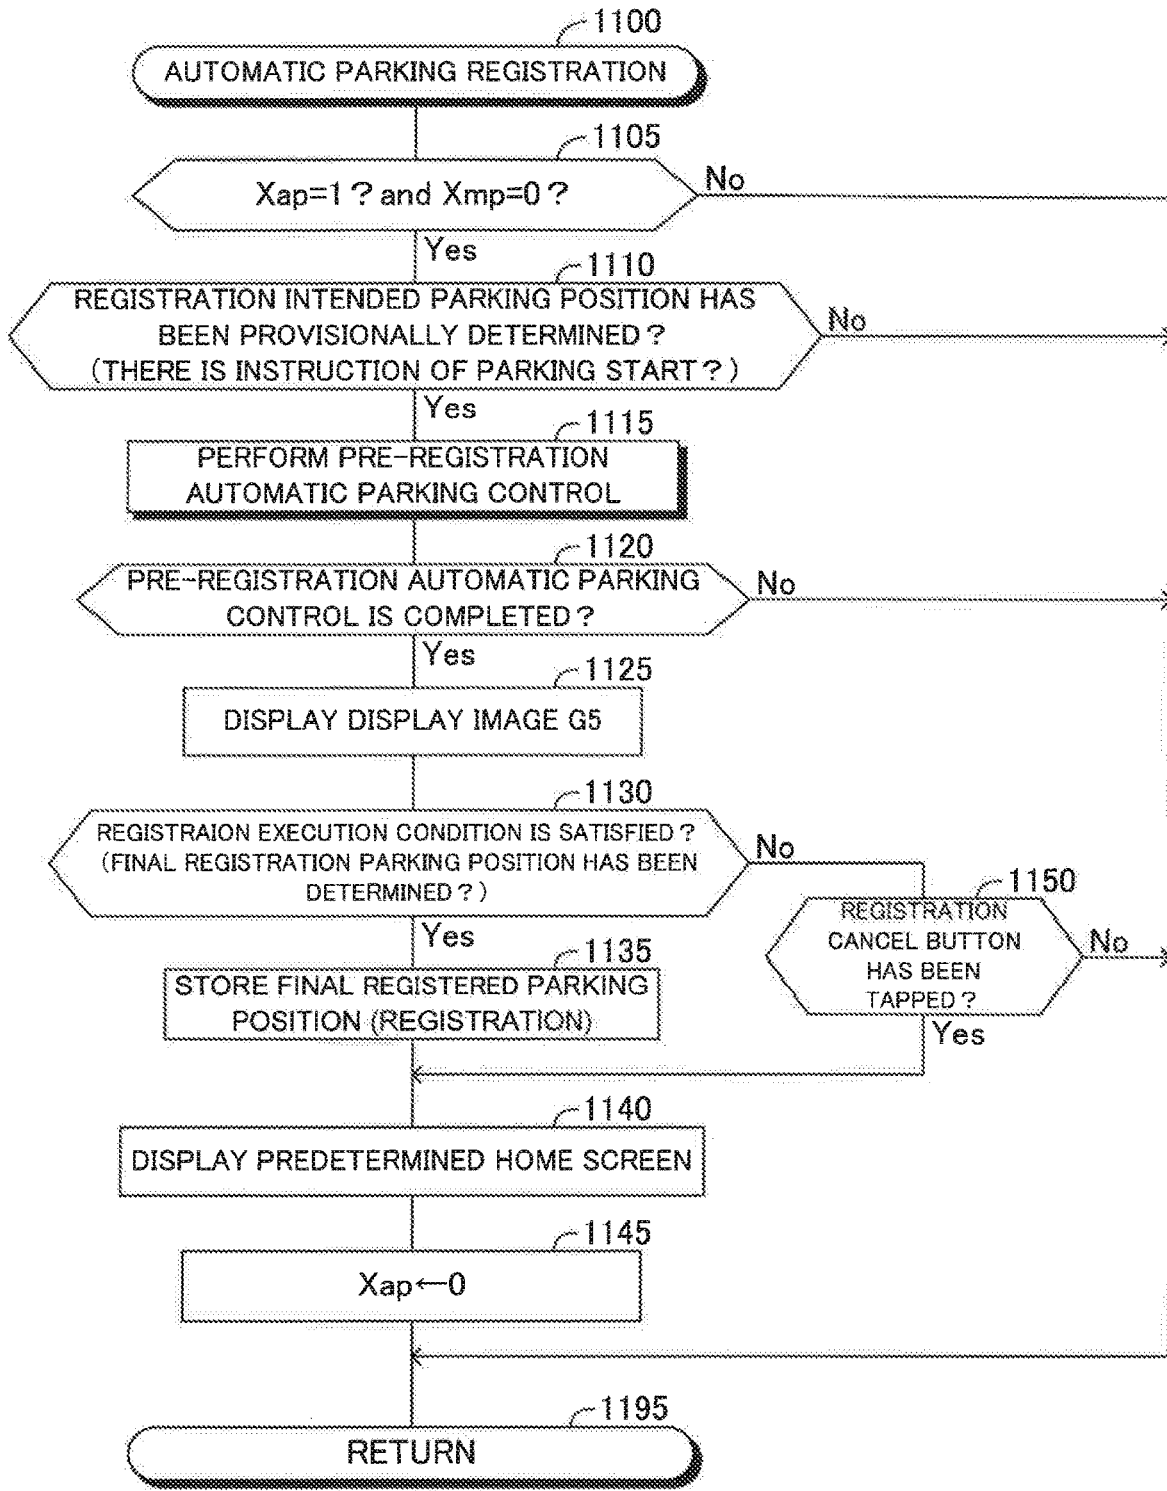 1100
AUTOMATIC PARKING REGISTRATION
1105
Xap=1? and Xmp=0?
No
Yes
1110
REGISTRATION INTENDED PARKING POSITION HAS
BEEN PROVISIONALLY DETERMINED?
(THERE IS INSTRUCTION OF PARKING START?)
No
Yes
1115
PERFORM PRE-REGISTRATION
AUTOMATIC PARKING CONTROL
1120
PRE-REGISTRATION AUTOMATIC PARKING
CONTROL IS COMPLETED?
No
Yes
1125
DISPLAY DISPLAY IMAGE G5
1130
REGISTRAION EXECUTION CONDITION IS SATISFIED?
(FINAL REGISTRATION PARKING POSITION HAS BEEN
DETERMINED?)
No
Yes
1150
REGISTRATION
CANCEL BUTTON
HAS BEEN
TAPPED?
No
Yes
1135
STORE FINAL REGISTERED PARKING
POSITION (REGISTRATION)
1140
DISPLAY PREDETERMINED HOME SCREEN
1145
Xap←0
1195
RETURN